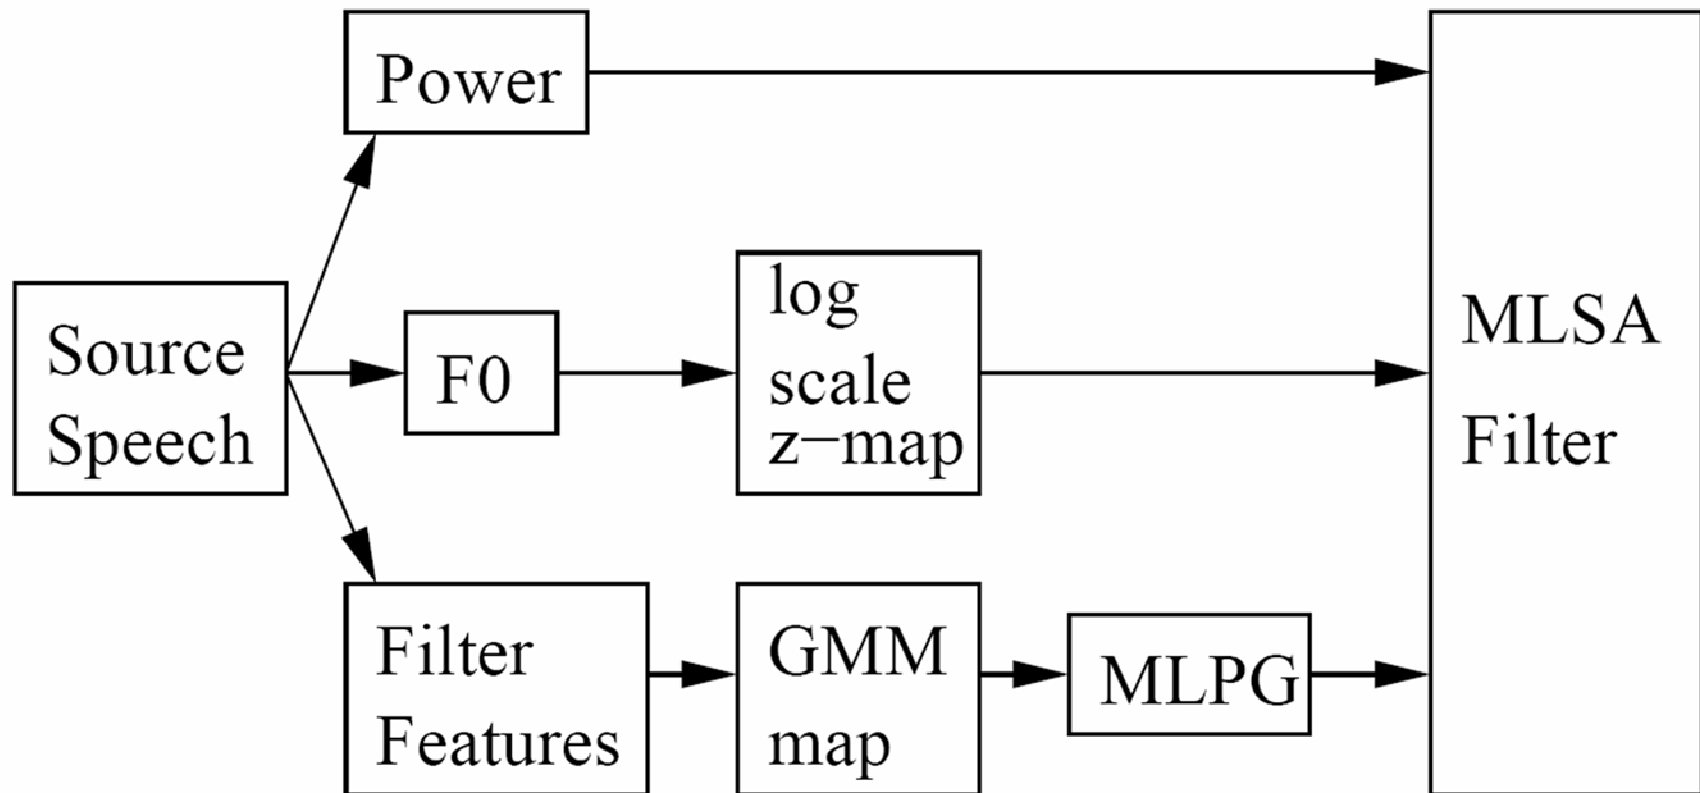 Power
Source
Speech
F0
log
scale
z−map
Filter
Features
GMM
map
MLPG
MLSA
Filter